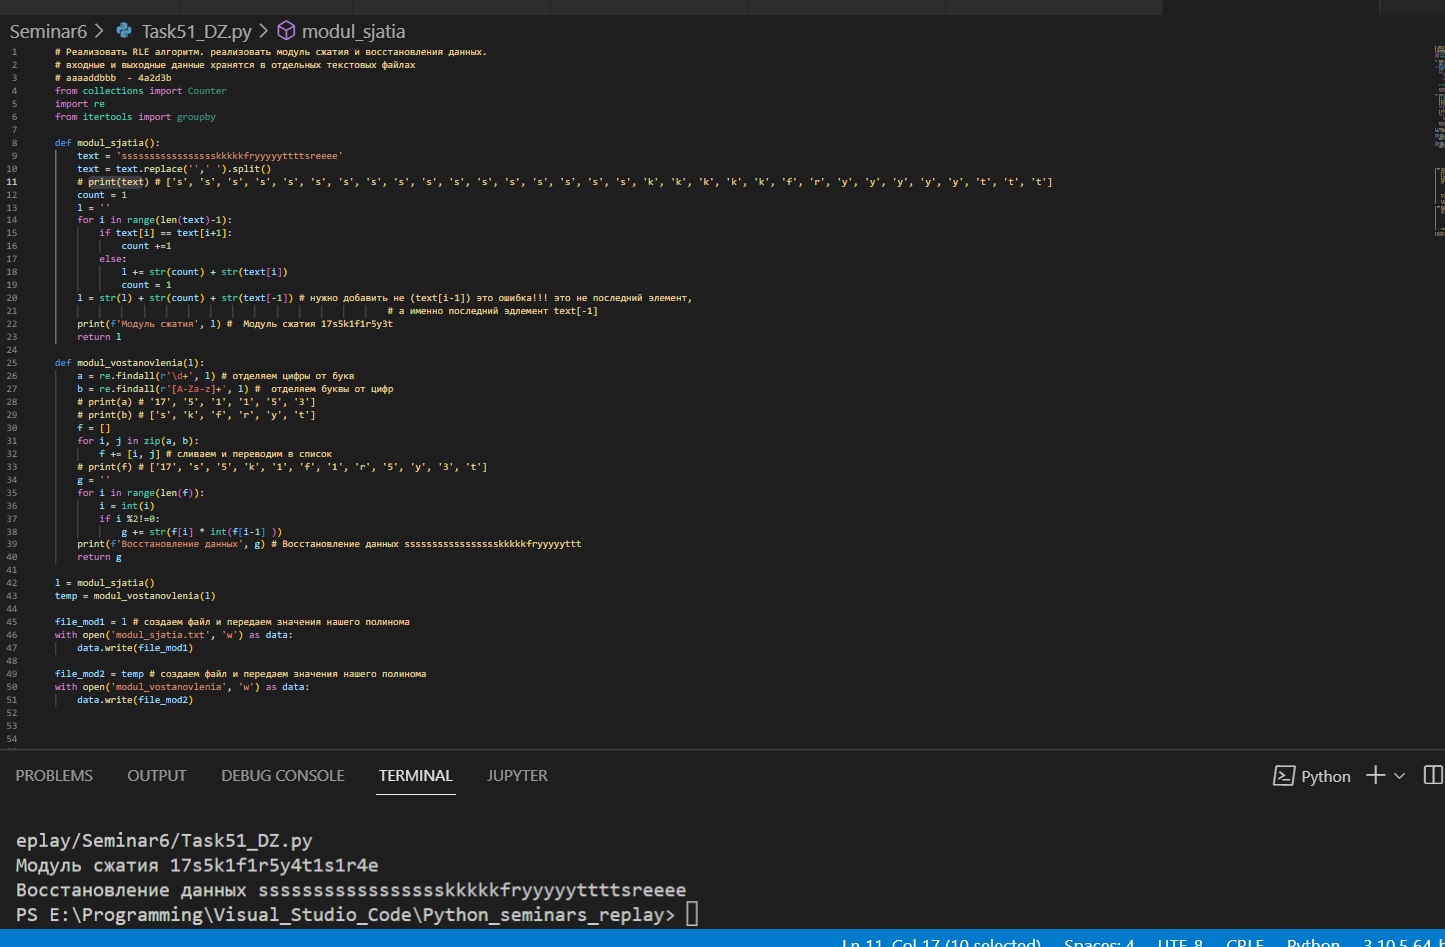 Seminar6 > Task51_DZ.py > modul_sjatia
1 # Реализовать RLE алгоритм. реализовать модуль сжатия и восстановления данных.
2 # входные и выходные данные хранятся в отдельных текстовых файлах
3 # aaaaddbbb - 4a2d3b
4 from collections import Counter
5 import re
6 from itertools import groupby
7
8 def modul_sjatia():
9 text = 'ssssssssssssssssskkkkkfryyyyyttttsreeee'
10 text = text.replace('',' ').split()
11 # print(text) # ['s', 's', 's', 's', 's', 's', 's', 's', 's', 's', 's', 's', 's', 's', 's', 's', 's', 'k', 'k', 'k', 'k', 'k', 'f', 'r', 'y', 'y', 'y', 'y', 'y', 't', 't', 't']
12 count = 1
13 l = ''
14 for i in range(len(text)-1):
15 if text[i] == text[i+1]:
16 count +=1
17 else:
18 l += str(count) + str(text[i])
19 count = 1
20 l = str(l) + str(count) + str(text[-1]) # нужно добавить не (text[i-1]) это ошибка!!! это не последний элемент,
21 # а именно последний эдлемент text[-1]
22 print(f'Модуль сжатия', l) # Модуль сжатия 17s5k1f1r5y3t
23 return l
24
25 def modul_vostanovlenia(l):
26 a = re.findall(r'\d+', l) # отделяем цифры от букв
27 b = re.findall(r'[A-Za-z]+', l) # отделяем буквы от цифр
28 # print(a) # '17', '5', '1', '1', '5', '3']
29 # print(b) # ['s', 'k', 'f', 'r', 'y', 't']
30 f = []
31 for i, j in zip(a, b):
32 f += [i, j] # сливаем и переводим в список
33 # print(f) # ['17', 's', '5', 'k', '1', 'f', '1', 'r', '5', 'y', '3', 't']
34 g = ''
35 for i in range(len(f)):
36 i = int(i)
37 if i %2!=0:
38 g += str(f[i] * int(f[i-1] ))
39 print(f'Восстановление данных', g) # Восстановление данных ssssssssssssssssskkkkkfryyyyyttt
40 return g
41
42 l = modul_sjatia()
43 temp = modul_vostanovlenia(l)
44
45 file_mod1 = l # создаем файл и передаем значения нашего полинома
46 with open('modul_sjatia.txt', 'w') as data:
47 data.write(file_mod1)
48
49 file_mod2 = temp # создаем файл и передаем значения нашего полинома
50 with open('modul_vostanovlenia', 'w') as data:
51 data.write(file_mod2)
52
53
54
PROBLEMS OUTPUT DEBUG CONSOLE TERMINAL JUPYTER Python
eplay/Seminar6/Task51_DZ.py
Модуль сжатия 17s5k1f1r5y4t1s1r4e
Восстановление данных ssssssssssssssssskkkkkfryyyyyttttsreeee
PS E:\Programming\Visual_Studio_Code\Python_seminars_replay>
Ln 11, Col 17 (10 selected) Spaces: 4 UTF-8 CRLF Python 3.10.5 64-